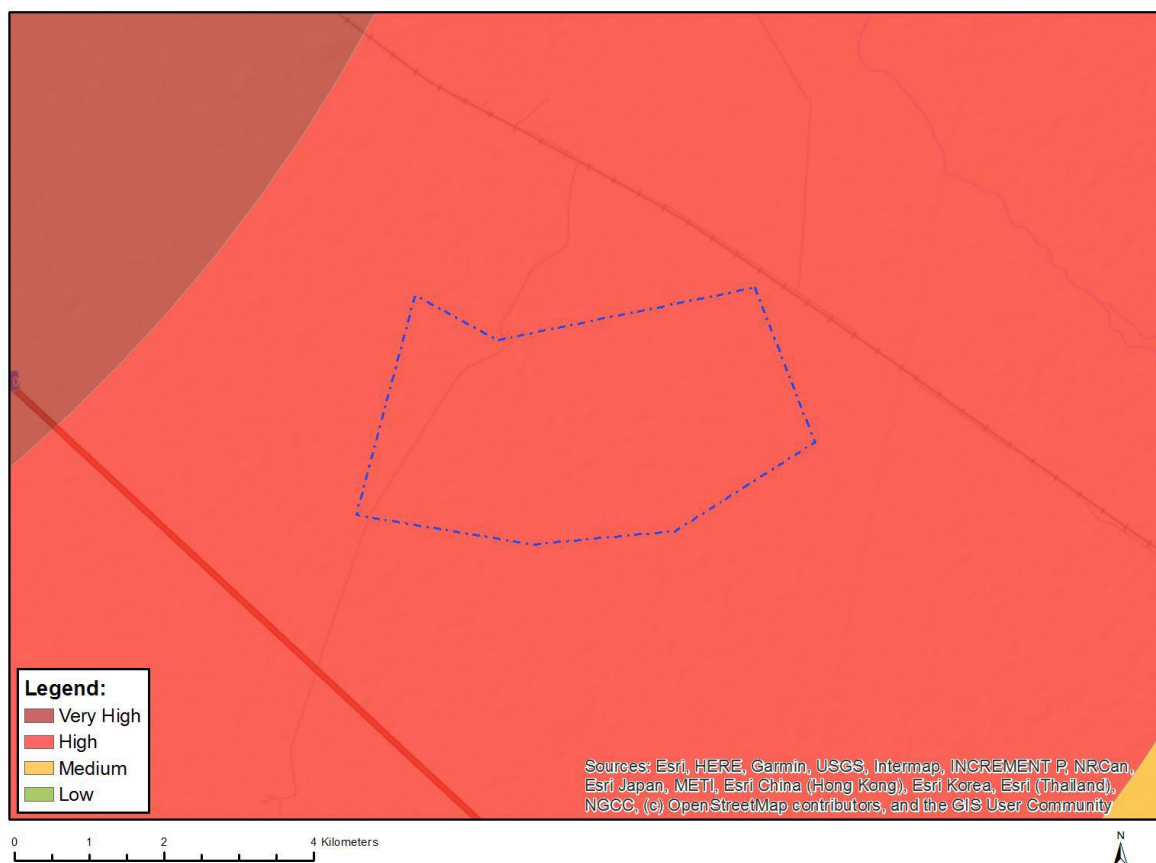 Legend:
Very High
High
Medium
Low
Sources: Esri, HERE, Garmin, USGS, Intermap, INCREMENT P, NRCan,
Esri Japan, METI, Esri China (Hong Kong), Esri Korea, Esri (Thailand),
NGCC, (c) OpenStreetMap contributors, and the GIS User Community
0 1 2 4 Kilometers
N